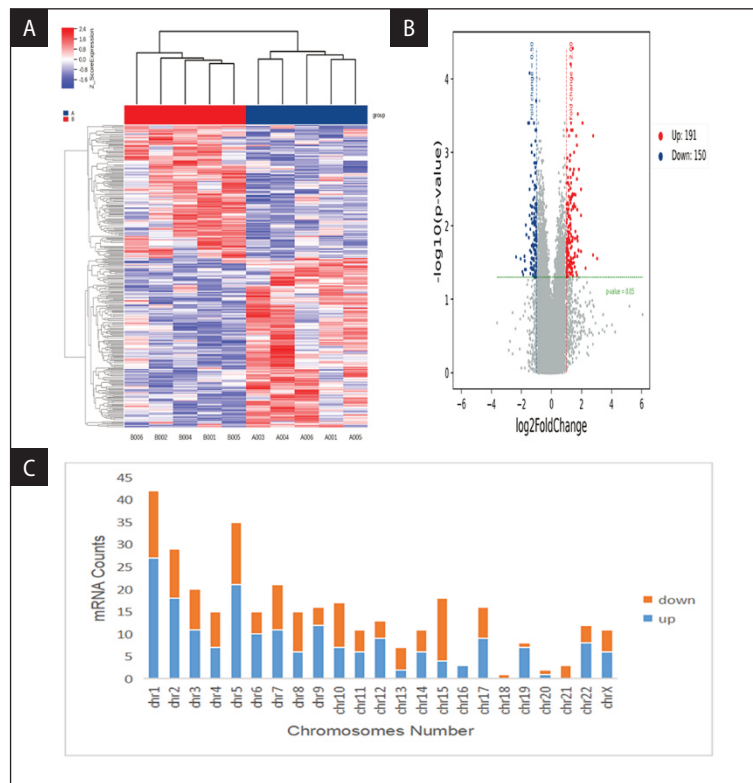 A
2.4
1.6
0.8
0.0
-0.8
-1.6
Z_ScoreExpression
A
B
group
B006 B002 B004 B001 B005 A003 A004 A006 A001 A005
B
Up: 191
Down: 150
p-value = 0.05
-log10(p-value)
4
3
2
1
0
-6 -4 -2 0 2 4 6
log2FoldChange
C
45
40
35
30
25
20
15
10
5
0
mRNA Counts
down
up
chr1 chr2 chr3 chr4 chr5 chr6 chr7 chr8 chr9 chr10 chr11 chr12 chr13 chr14 chr15 chr16 chr17 chr18 chr19 chr20 chr21 chr22 chrX
Chromosomes Number